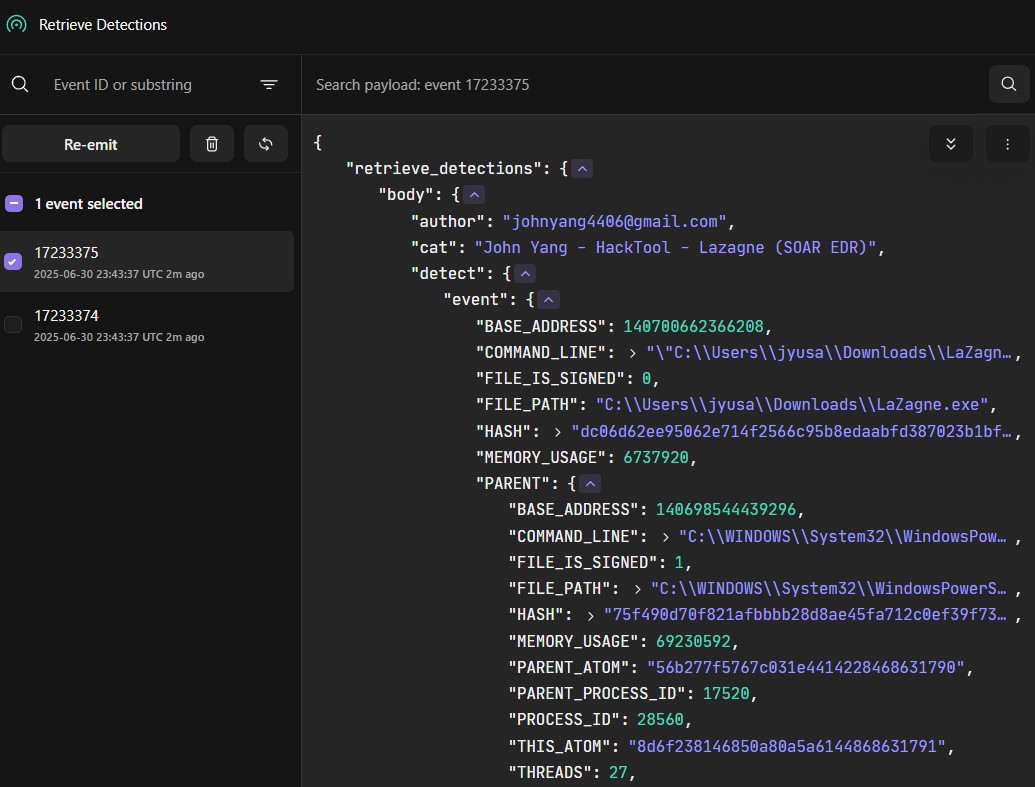 Retrieve Detections
Event ID or substring
Search payload: event 17233375
Re-emit
1 event selected
17233375
2025-06-30 23:43:37 UTC 2m ago
17233374
2025-06-30 23:43:37 UTC 2m ago
{
"retrieve_detections": {
"body": {
"author": "johnyang4406@gmail.com",
"cat": "John Yang - HackTool - Lazagne (SOAR EDR)",
"detect": {
"event": {
"BASE_ADDRESS": 140700662366208,
"COMMAND_LINE": > "\"C:\\Users\\jyusa\\Downloads\\LaZagn…,
"FILE_IS_SIGNED": 0,
"FILE_PATH": "C:\\Users\\jyusa\\Downloads\\LaZagne.exe",
"HASH": > "dc06d62ee95062e714f2566c95b8edaabfd387023b1bf…,
"MEMORY_USAGE": 6737920,
"PARENT": {
"BASE_ADDRESS": 140698544439296,
"COMMAND_LINE": > "C:\\WINDOWS\\System32\\WindowsPow… ,
"FILE_IS_SIGNED": 1,
"FILE_PATH": > "C:\\WINDOWS\\System32\\WindowsPowerS… ,
"HASH": > "75f490d70f821afbbbb28d8ae45fa712c0ef39f73… ,
"MEMORY_USAGE": 69230592,
"PARENT_ATOM": "56b277f5767c031e4414228468631790",
"PARENT_PROCESS_ID": 17520,
"PROCESS_ID": 28560,
"THIS_ATOM": "8d6f238146850a80a5a6144868631791",
"THREADS": 27,